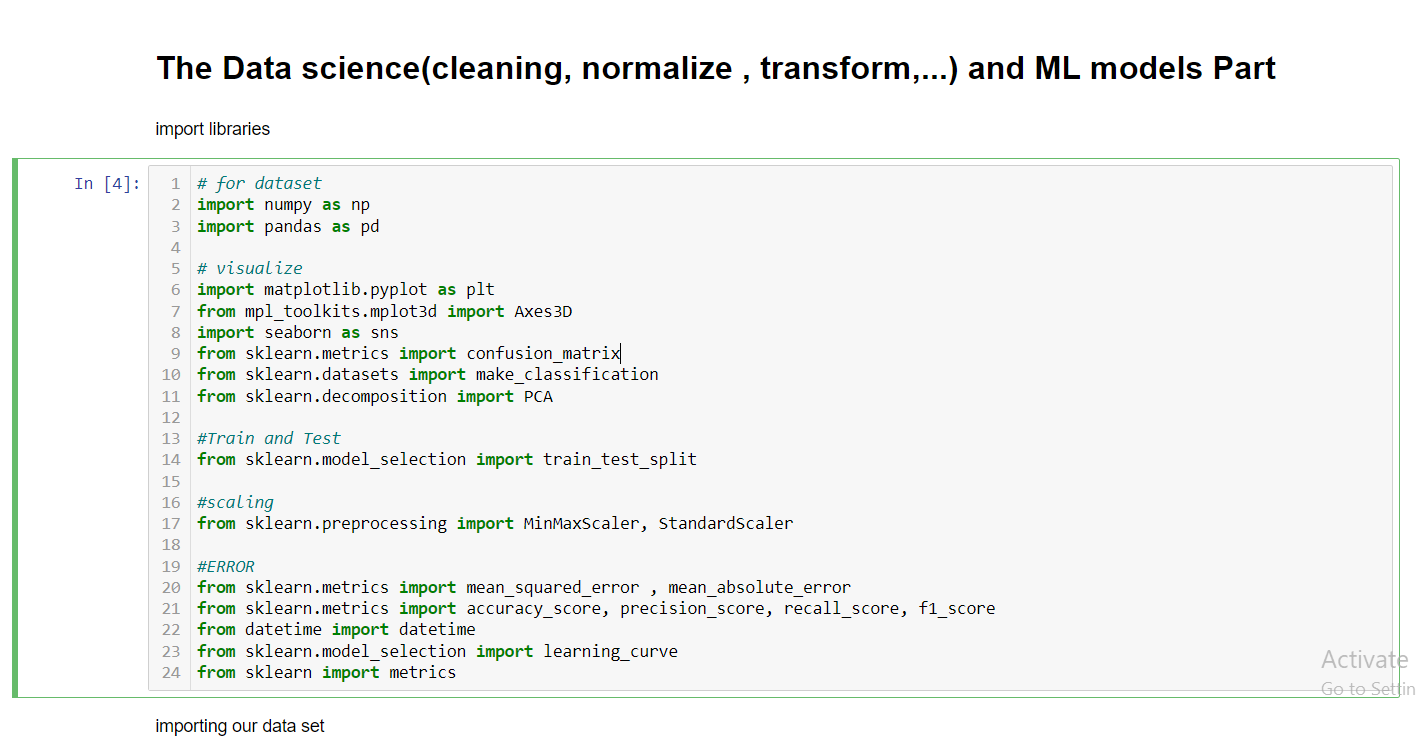 The Data science(cleaning, normalize , transform,...) and ML models Part
import libraries
In [4]:
1 # for dataset
2 import numpy as np
3 import pandas as pd
4
5 # visualize
6 import matplotlib.pyplot as plt
7 from mpl_toolkits.mplot3d import Axes3D
8 import seaborn as sns
9 from sklearn.metrics import confusion_matrix
10 from sklearn.datasets import make_classification
11 from sklearn.decomposition import PCA
12
13 #Train and Test
14 from sklearn.model_selection import train_test_split
15
16 #scaling
17 from sklearn.preprocessing import MinMaxScaler, StandardScaler
18
19 #ERROR
20 from sklearn.metrics import mean_squared_error , mean_absolute_error
21 from sklearn.metrics import accuracy_score, precision_score, recall_score, f1_score
22 from datetime import datetime
23 from sklearn.model_selection import learning_curve
24 from sklearn import metrics
Activate
Go to Settin
importing our data set